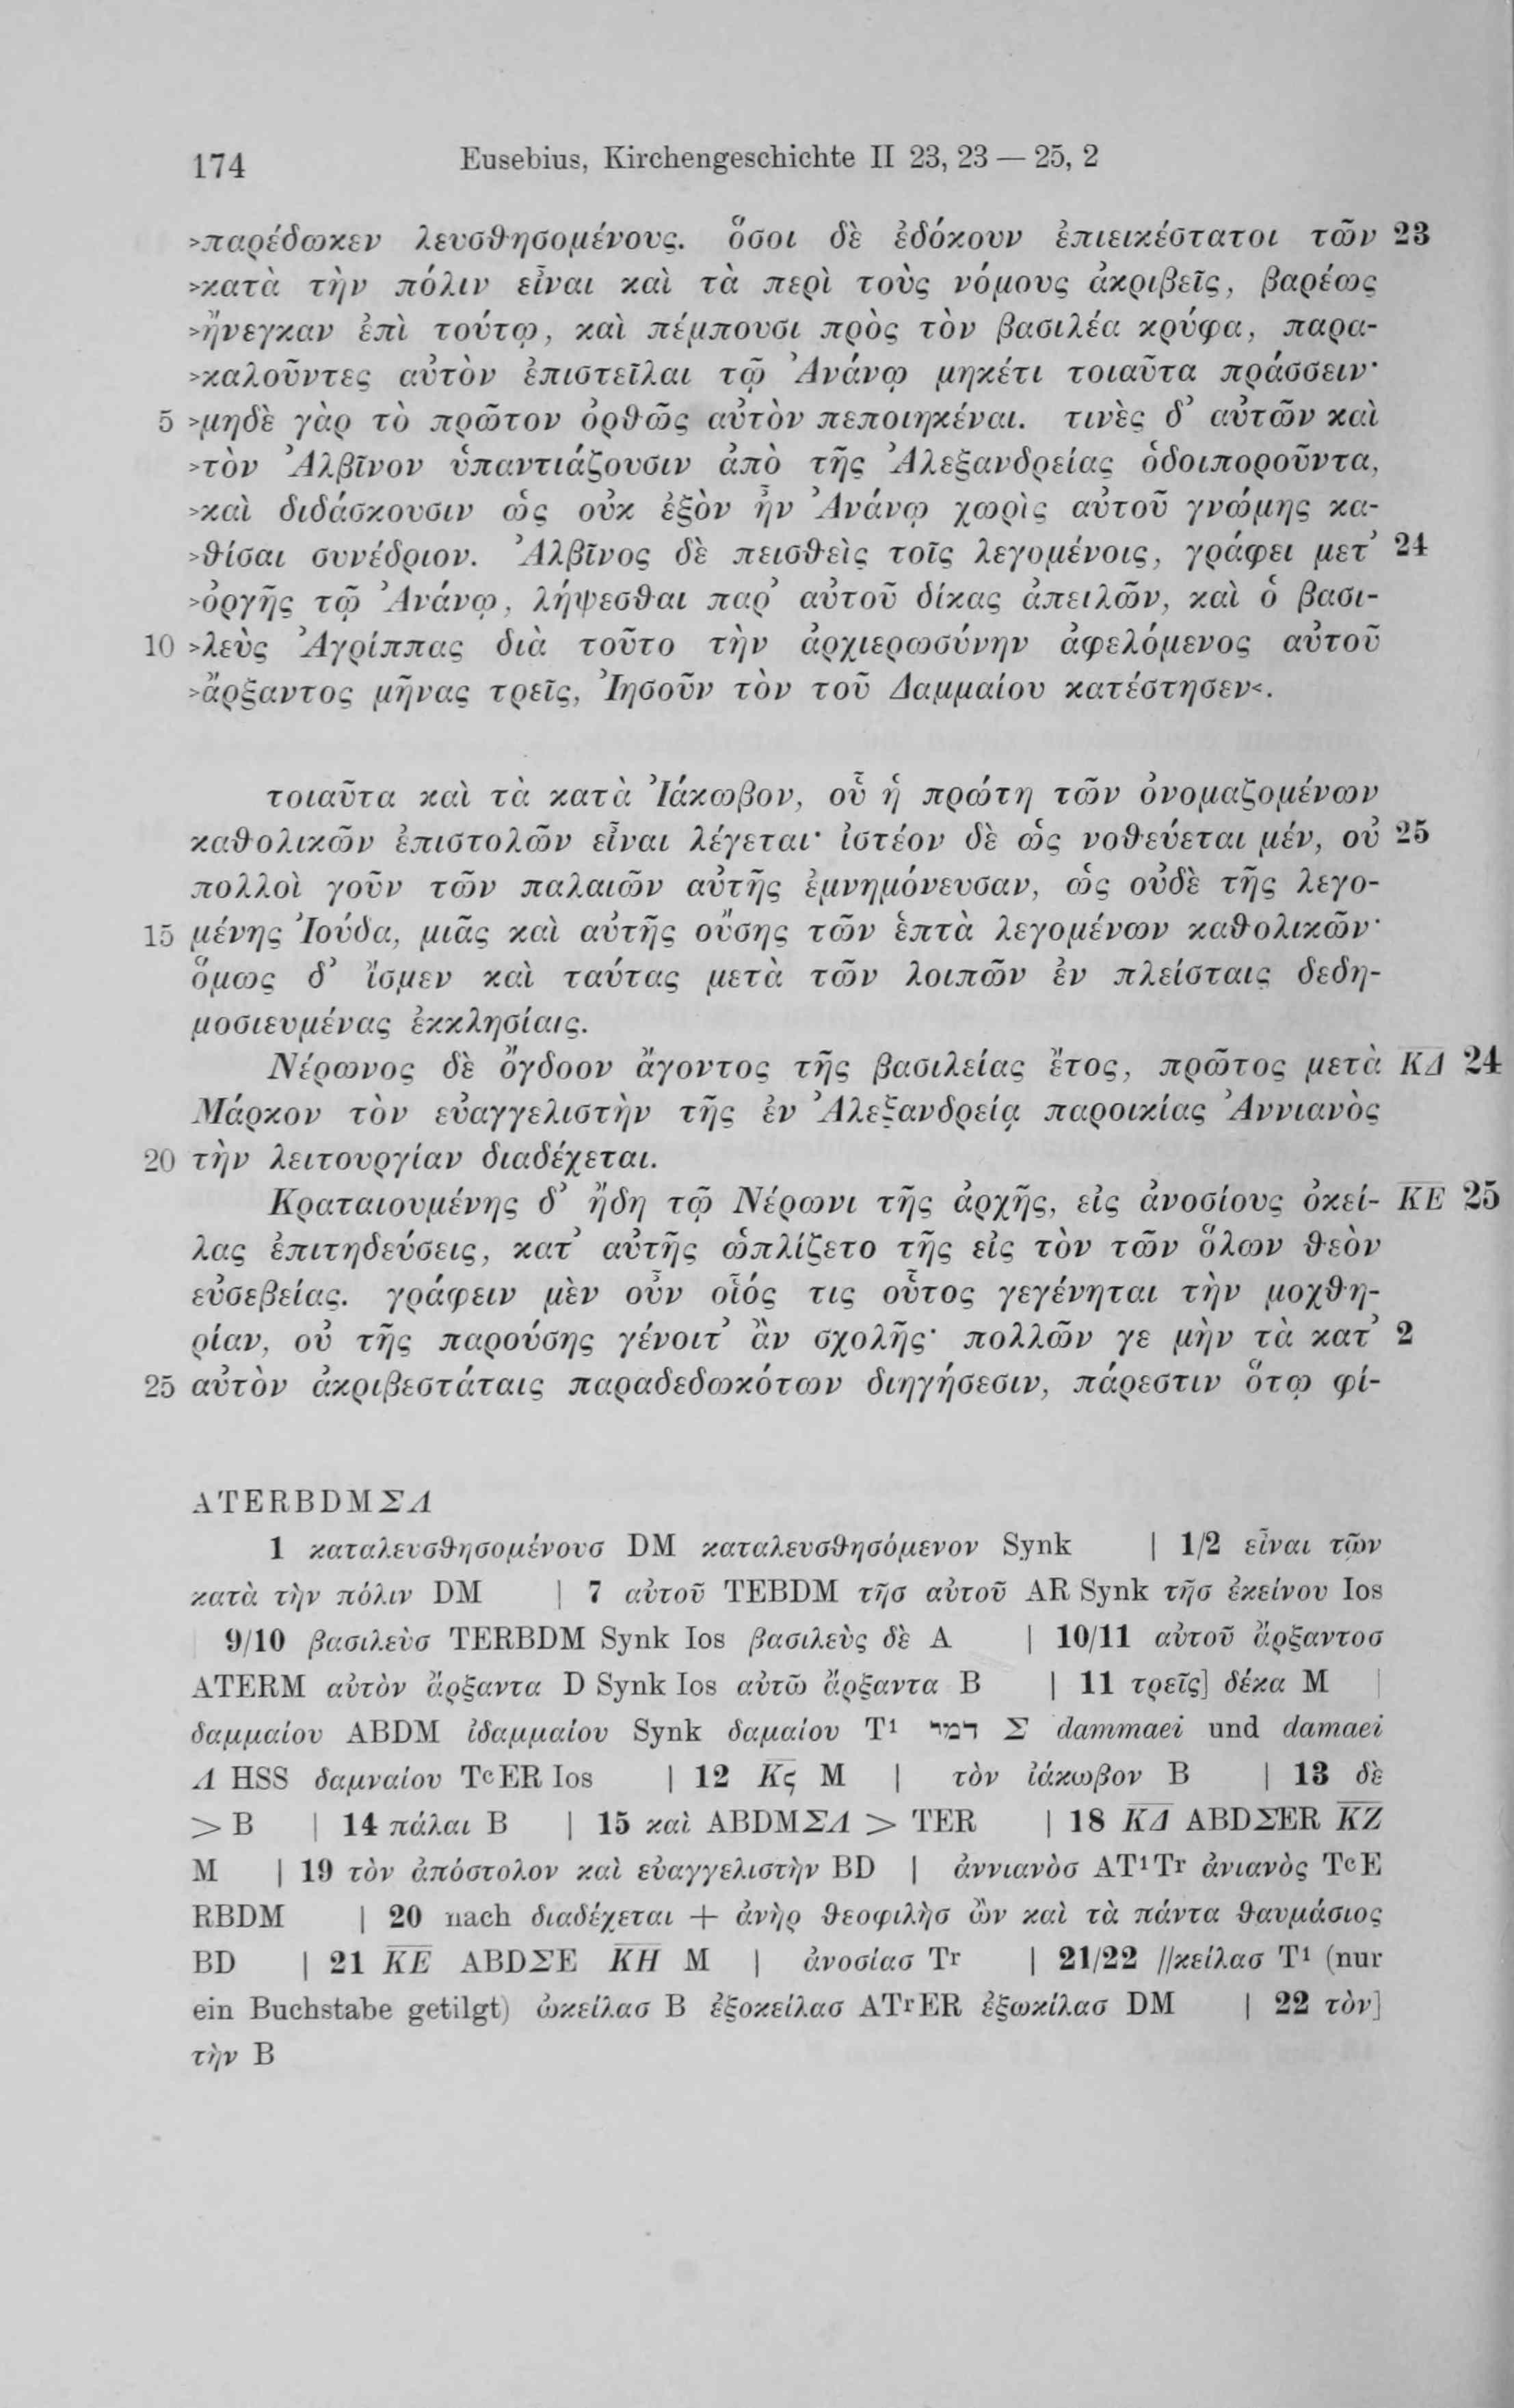 174 Eusebius, Kirchengeschichte II 23, 23 — 25, 2
>παρέδωκεν λευσθησομένους. ὅσοι δὲ ἐδόκουν ἐπιεικέστατοι τῶν 23
>κατὰ τὴν πόλιν εἶναι καὶ τὰ περὶ τοὺς νόμους ἀκριβεῖς, βαρέως
>ἤνεγκαν ἐπὶ τούτῳ, καὶ πέμπουσι πρὸς τὸν βασιλέα κρύφα, παρα-
>καλοῦντες αὐτὸν ἐπιστεῖλαι τῷ Ἀνάνῳ μηκέτι τοιαῦτα πράσσειν·
5 >μηδὲ γὰρ τὸ πρῶτον ὀρθῶς αὐτὸν πεποιηκέναι. τινὲς δ' αὐτῶν καὶ
>τὸν Ἀλβῖνον ὑπαντιάζουσιν ἀπὸ τῆς Ἀλεξανδρείας ὁδοιποροῦντα,
>καὶ διδάσκουσιν ὡς οὐκ ἐξὸν ἦν Ἀνάνῳ χωρὶς αὐτοῦ γνώμης κα-
>θίσαι συνέδριον. Ἀλβῖνος δὲ πεισθεὶς τοῖς λεγομένοις, γράφει μετ' 24
>ὀργῆς τῷ Ἀνάνῳ, λήψεσθαι παρ' αὐτοῦ δίκας ἀπειλῶν, καὶ ὁ βασι-
10 >λεὺς Ἀγρίππας διὰ τοῦτο τὴν ἀρχιερωσύνην ἀφελόμενος αὐτοῦ
>ἄρξαντος μῆνας τρεῖς, Ἰησοῦν τὸν τοῦ Δαμμαίου κατέστησεν<.
τοιαῦτα καὶ τὰ κατὰ Ἰάκωβον, οὗ ἡ πρώτη τῶν ὀνομαζομένων
καθολικῶν ἐπιστολῶν εἶναι λέγεται· ἰστέον δὲ ὡς νοθεύεται μέν, οὐ 25
πολλοὶ γοῦν τῶν παλαιῶν αὐτῆς ἐμνημόνευσαν, ὡς οὐδὲ τῆς λεγο-
15 μένης Ἰούδα, μιᾶς καὶ αὐτῆς οὔσης τῶν ἑπτὰ λεγομένων καθολικῶν·
ὅμως δ' ἴσμεν καὶ ταύτας μετὰ τῶν λοιπῶν ἐν πλείσταις δεδη-
μοσιευμένας ἐκκλησίαις.
Νέρωνος δὲ ὄγδοον ἄγοντος τῆς βασιλείας ἔτος, πρῶτος μετὰ ΚΔ 24
Μάρκον τὸν εὐαγγελιστὴν τῆς ἐν Ἀλεξανδρείᾳ παροικίας Ἀννιανὸς
20 τὴν λειτουργίαν διαδέχεται.
Κραταιουμένης δ' ἤδη τῷ Νέρωνι τῆς ἀρχῆς, εἰς ἀνοσίους ὀκεί- ΚΕ 25
λας ἐπιτηδεύσεις, κατ' αὐτῆς ὡπλίζετο τῆς εἰς τὸν τῶν ὅλων θεὸν
εὐσεβείας. γράφειν μὲν οὖν οἷός τις οὗτος γεγένηται τὴν μοχθη-
ρίαν, οὐ τῆς παρούσης γένοιτ' ἂν σχολῆς· πολλῶν γε μὴν τὰ κατ' 2
25 αὐτὸν ἀκριβεστάταις παραδεδωκότων διηγήσεσιν, πάρεστιν ὅτῳ φί-
ATERBDMΣΛ
1 καταλευσθησομένουσ DM καταλευσθησόμενον Synk | 1/2 εἶναι τῶν
κατὰ τὴν πόλιν DM | 7 αὐτοῦ TEBDM τῆσ αὐτοῦ AR Synk τῆσ ἐκείνου Ios
9/10 βασιλεὺσ TERBDM Synk Ios βασιλεὺς δὲ A | 10/11 αὐτοῦ ἄρξαντοσ
ATERM αὐτὸν ἄρξαντα D Synk Ios αὐτῶ ἄρξαντα B | 11 τρεῖς] δέκα M |
δαμμαίου ABDM ἰδαμμαίου Synk δαμαίου T¹ דמי Σ dammaei und damaei
Λ HSS δαμναίου TᶜER Ios | 12 Κς M | τὸν ἰάκωβον B | 13 δὲ
> B | 14 πάλαι B | 15 καὶ ABDMΣΛ > TER | 18 ΚΔ ABDΣER ΚΖ
M | 19 τὸν ἀπόστολον καὶ εὐαγγελιστὴν BD | ἀννιανὸσ AT¹Tʳ ἀνιανὸς TᶜE
RBDM | 20 nach διαδέχεται + ἀνὴρ θεοφιλὴσ ὢν καὶ τὰ πάντα θαυμάσιος
BD | 21 ΚΕ ABDΣE ΚΗ M | ἀνοσίασ Tʳ | 21/22 //κείλασ T¹ (nur
ein Buchstabe getilgt) ὠκείλασ B ἐξοκείλασ ATʳER ἐξωκίλασ DM | 22 τὸν]
τὴν B